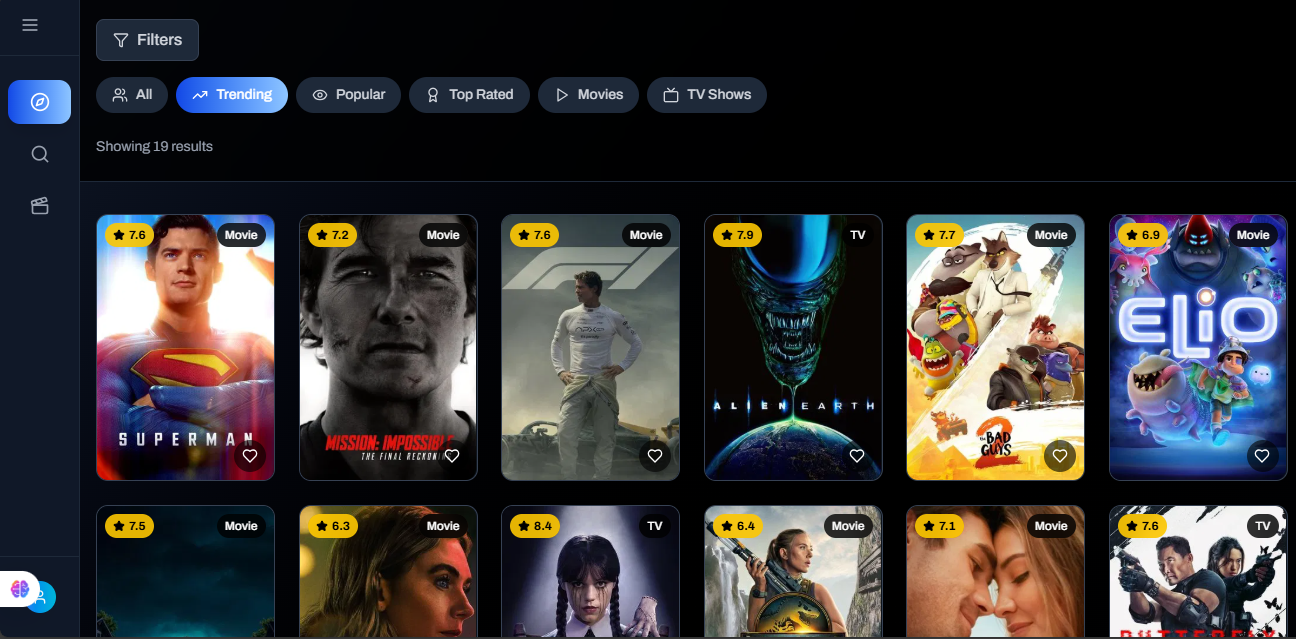 Filters
All Trending Popular Top Rated Movies TV Shows
Showing 19 results
7.6 Movie 7.2 Movie 7.6 Movie 7.9 TV 7.7 Movie 6.9 Movie
SUPERMAN
MISSION: IMPOSSIBLE
THE FINAL RECKONING
F1
ALIEN EARTH
THE BAD GUYS 2
ELIO
7.5 Movie 6.3 Movie 8.4 TV 6.4 Movie 7.1 Movie 7.6 TV